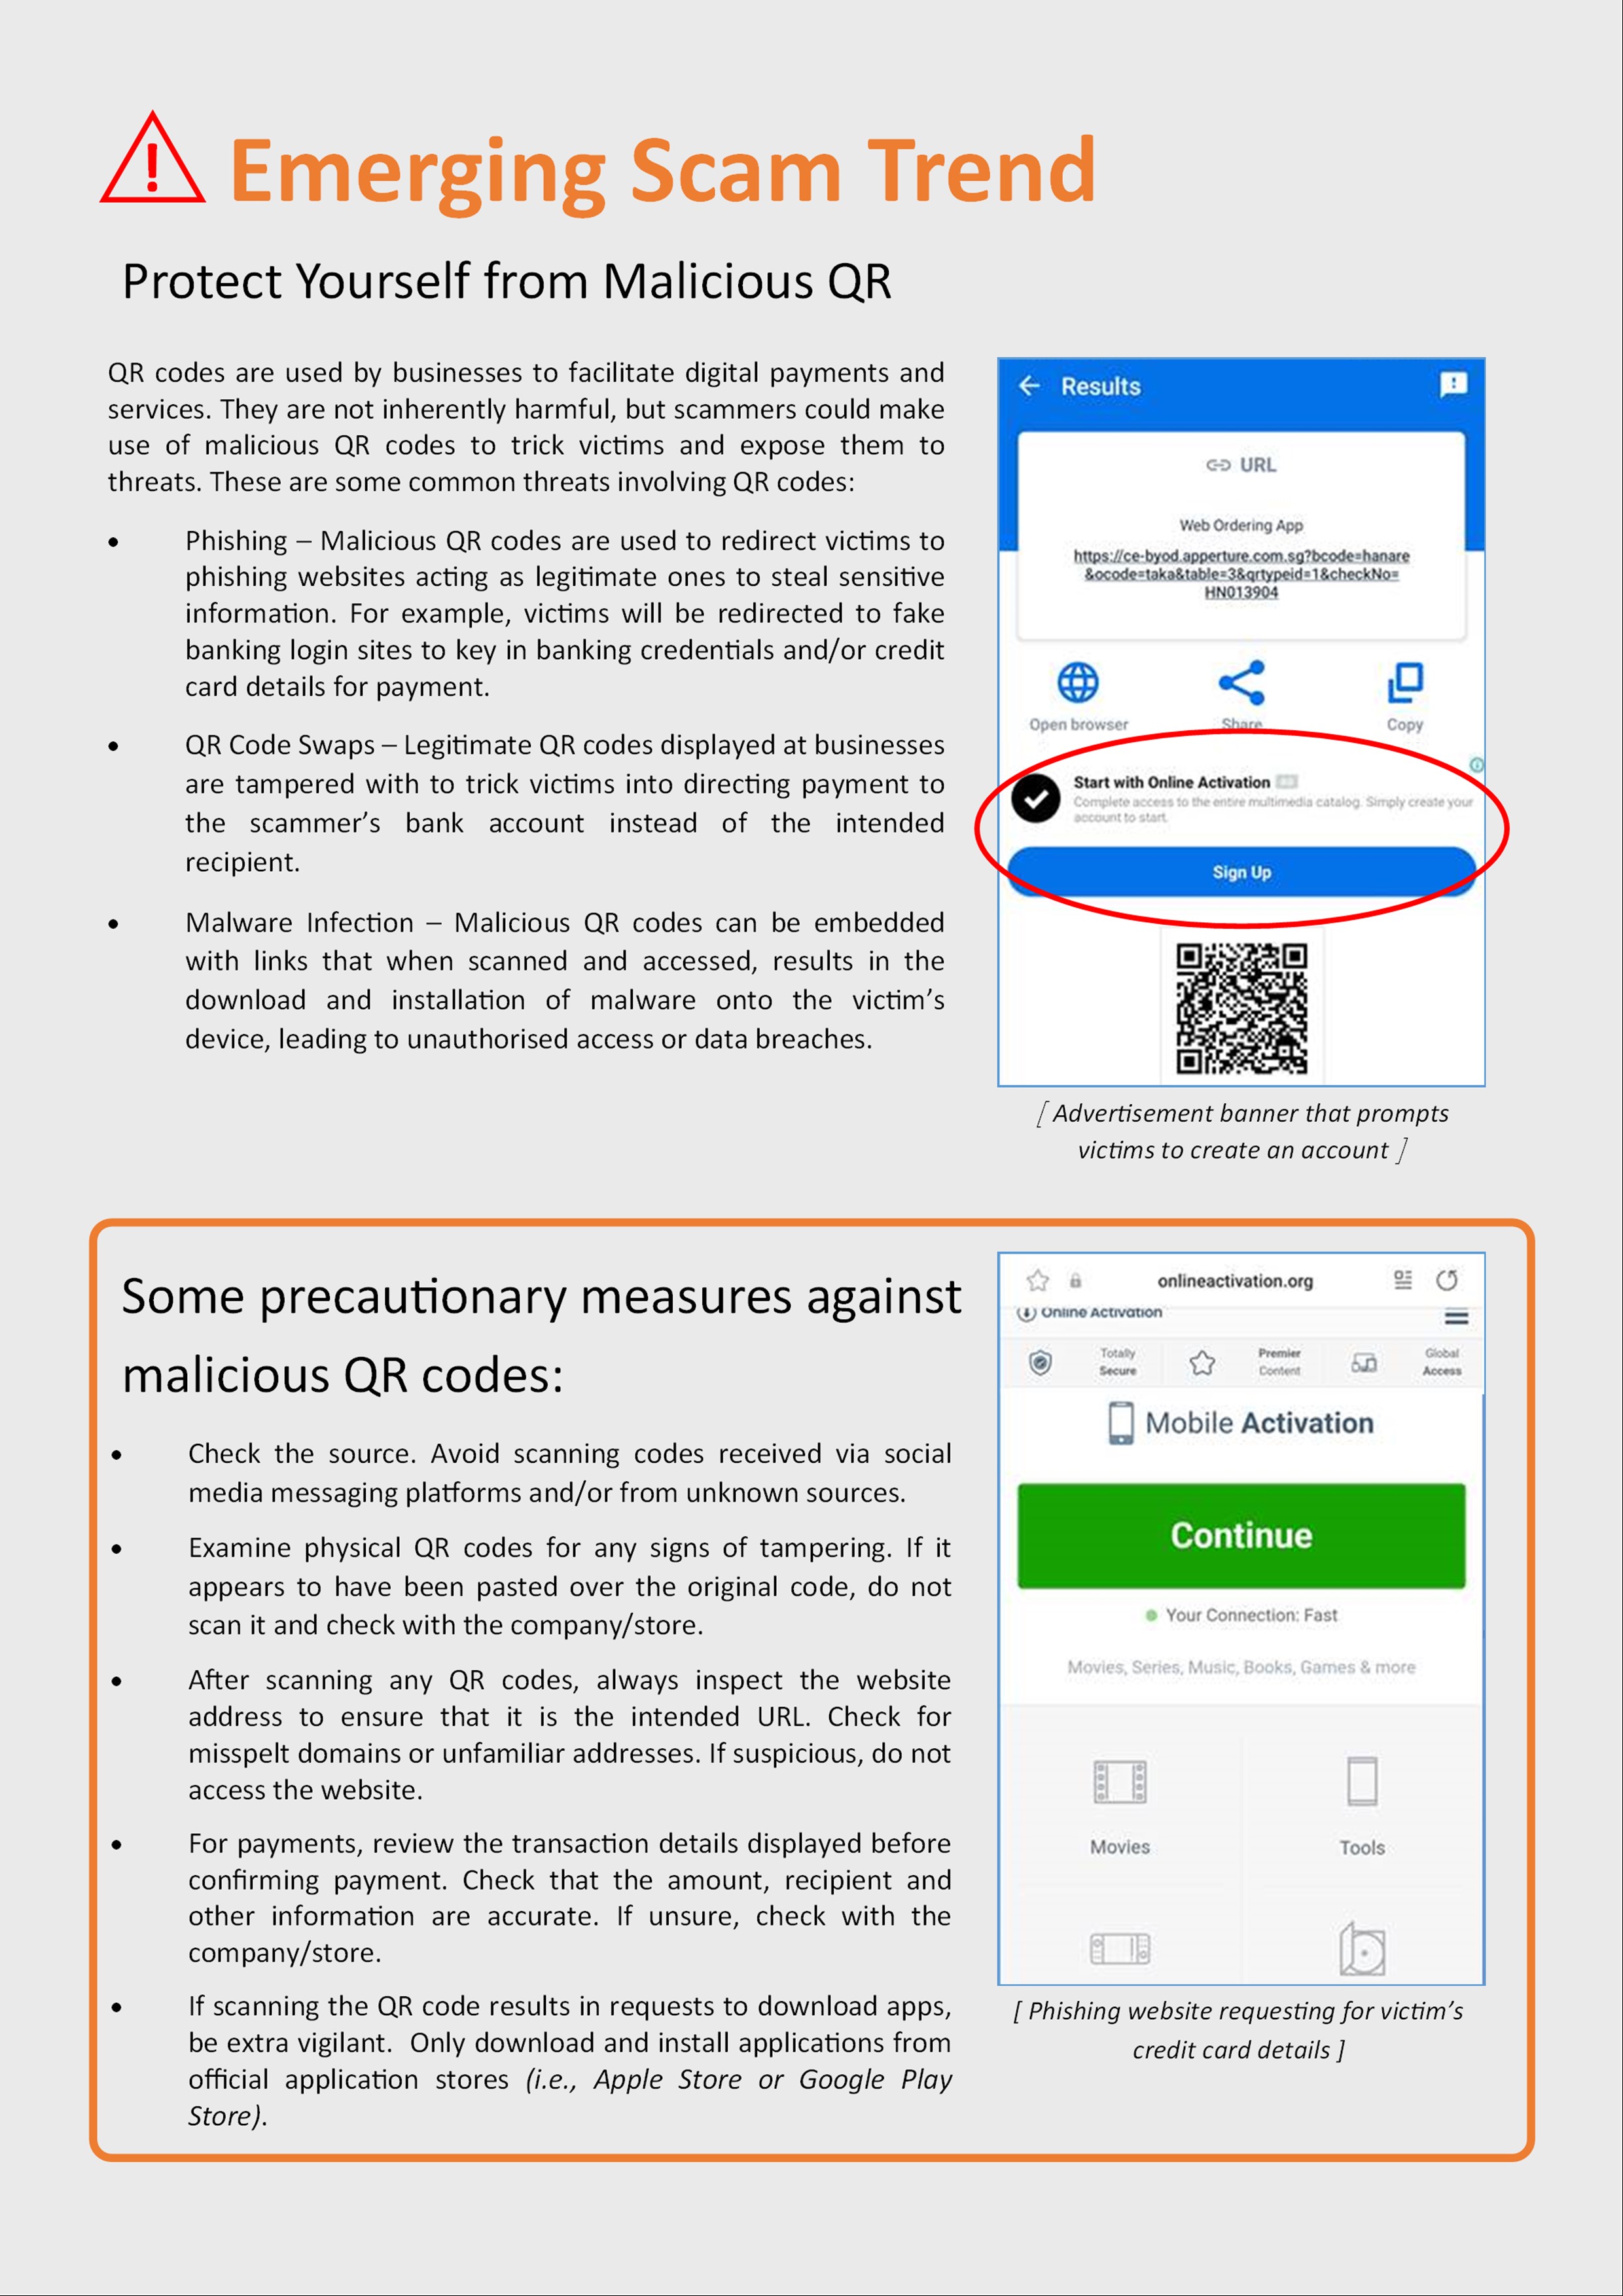 !
Emerging Scam Trend
Protect Yourself from Malicious QR
QR codes are used by businesses to facilitate digital payments and
services. They are not inherently harmful, but scammers could make
use of malicious QR codes to trick victims and expose them to
threats. These are some common threats involving QR codes:
• Phishing – Malicious QR codes are used to redirect victims to
phishing websites acting as legitimate ones to steal sensitive
information. For example, victims will be redirected to fake
banking login sites to key in banking credentials and/or credit
card details for payment.
• QR Code Swaps – Legitimate QR codes displayed at businesses
are tampered with to trick victims into directing payment to
the scammer’s bank account instead of the intended
recipient.
• Malware Infection – Malicious QR codes can be embedded
with links that when scanned and accessed, results in the
download and installation of malware onto the victim’s
device, leading to unauthorised access or data breaches.
Results
URL
Web Ordering App
https://ce-byod.apperture.com.sg?bcode=hanare
&ocode=taka&table=3&qrtypeid=1&checkNo=
HN013904
Open browser Share Copy
Start with Online Activation
Complete access to the entire multimedia catalog. Simply create your
account to start.
Sign Up
[ Advertisement banner that prompts
victims to create an account ]
Some precautionary measures against
malicious QR codes:
• Check the source. Avoid scanning codes received via social
media messaging platforms and/or from unknown sources.
• Examine physical QR codes for any signs of tampering. If it
appears to have been pasted over the original code, do not
scan it and check with the company/store.
• After scanning any QR codes, always inspect the website
address to ensure that it is the intended URL. Check for
misspelt domains or unfamiliar addresses. If suspicious, do not
access the website.
• For payments, review the transaction details displayed before
confirming payment. Check that the amount, recipient and
other information are accurate. If unsure, check with the
company/store.
• If scanning the QR code results in requests to download apps,
be extra vigilant. Only download and install applications from
official application stores (i.e., Apple Store or Google Play
Store).
onlineactivation.org
Online Activation
Totally Secure
Premier Content
Global Access
Mobile Activation
Continue
Your Connection: Fast
Movies, Series, Music, Books, Games & more
Movies Tools
[ Phishing website requesting for victim’s
credit card details ]